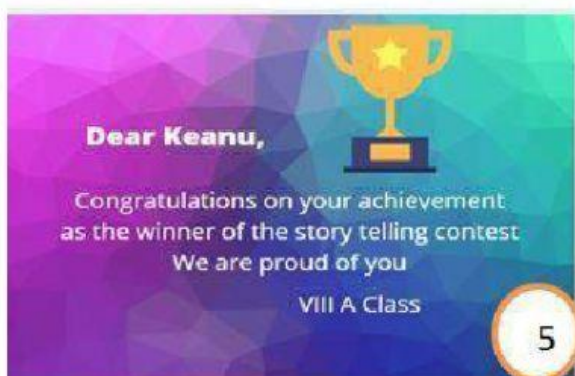 Dear Keanu,
Congratulations on your achievement
as the winner of the story telling contest
We are proud of you
VIII A Class
5